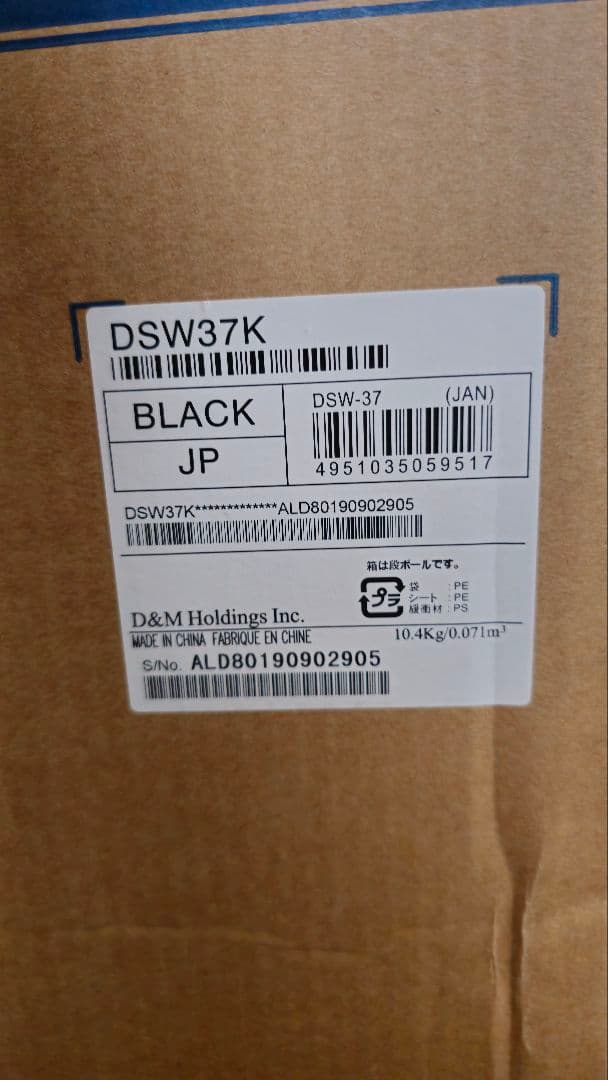 DSW37K
BLACK
JP
DSW-37 (JAN)
4951035059517
DSW37K*************ALD80190902905
箱は段ボールです。
プラ
袋 : PE
シート : PE
緩衝材 : PS
D&M Holdings Inc.
MADE IN CHINA FABRIQUE EN CHINE
10.4Kg/0.071m³
S/No. ALD80190902905